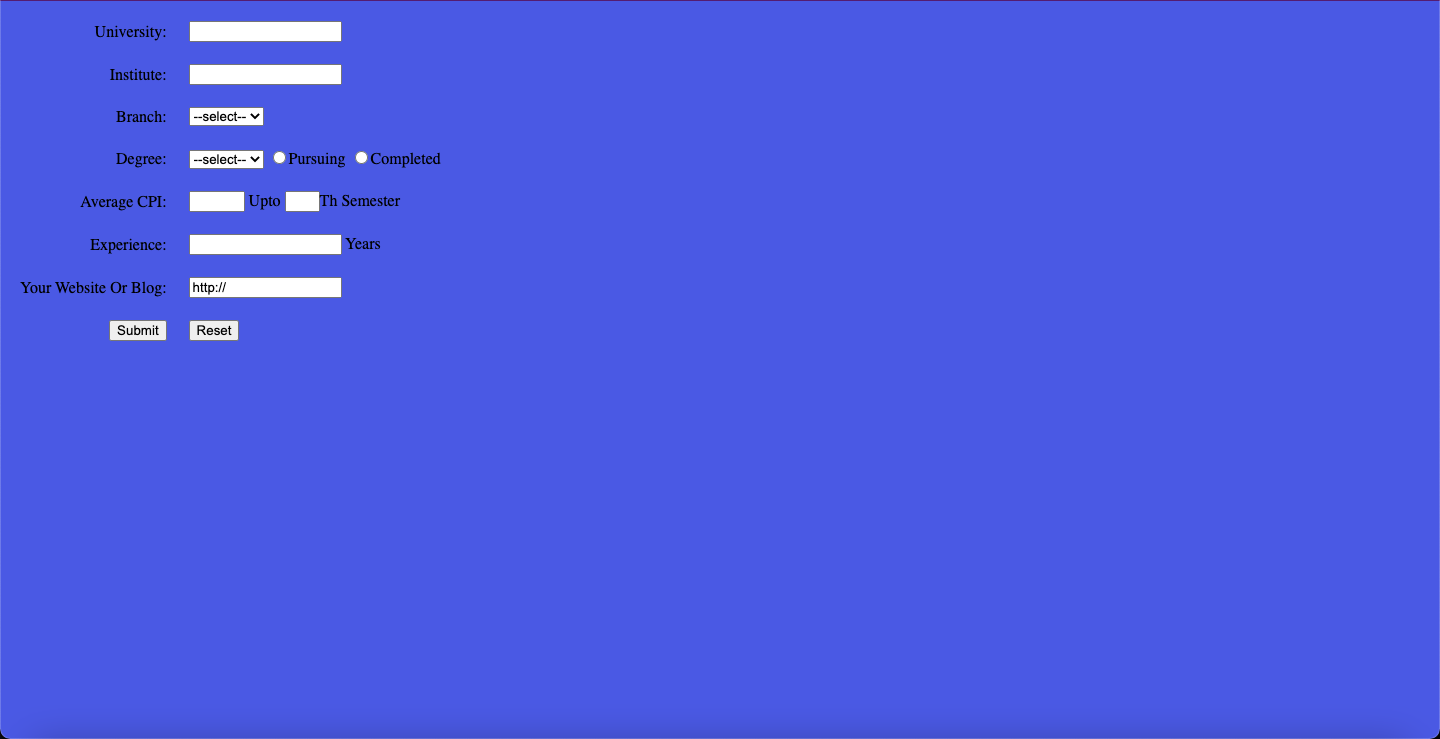 University:
Institute:
Branch: --select--
Degree: --select-- Pursuing Completed
Average CPI: Upto Th Semester
Experience: Years
Your Website Or Blog: http://
Submit Reset